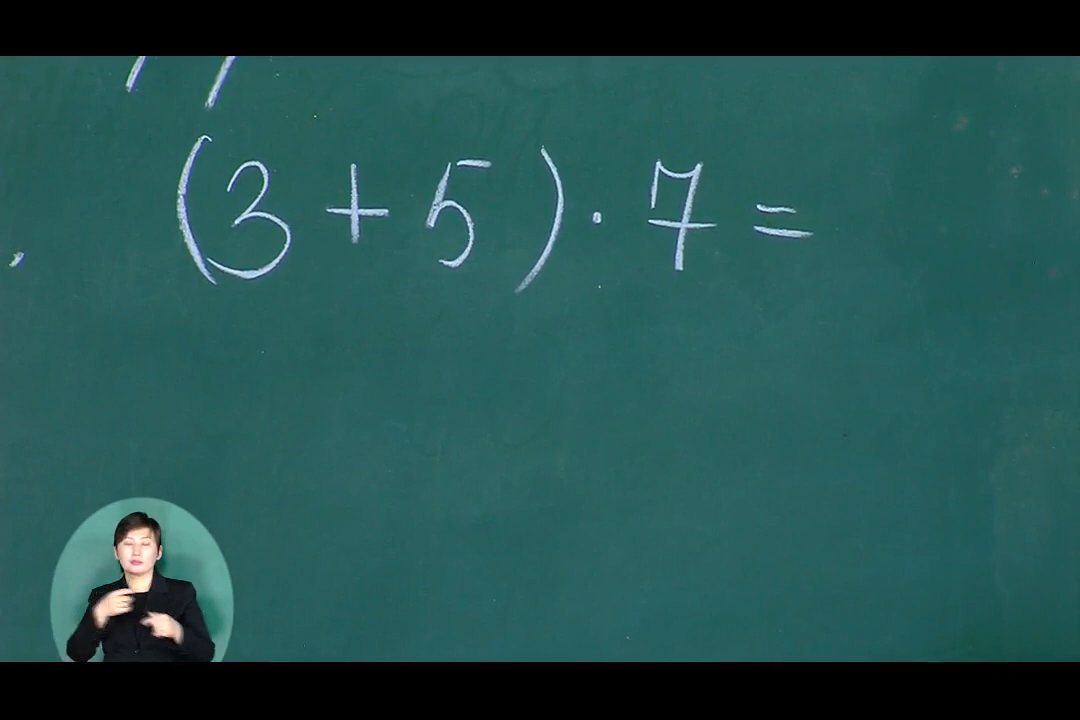 (3 + 5) · 7 =